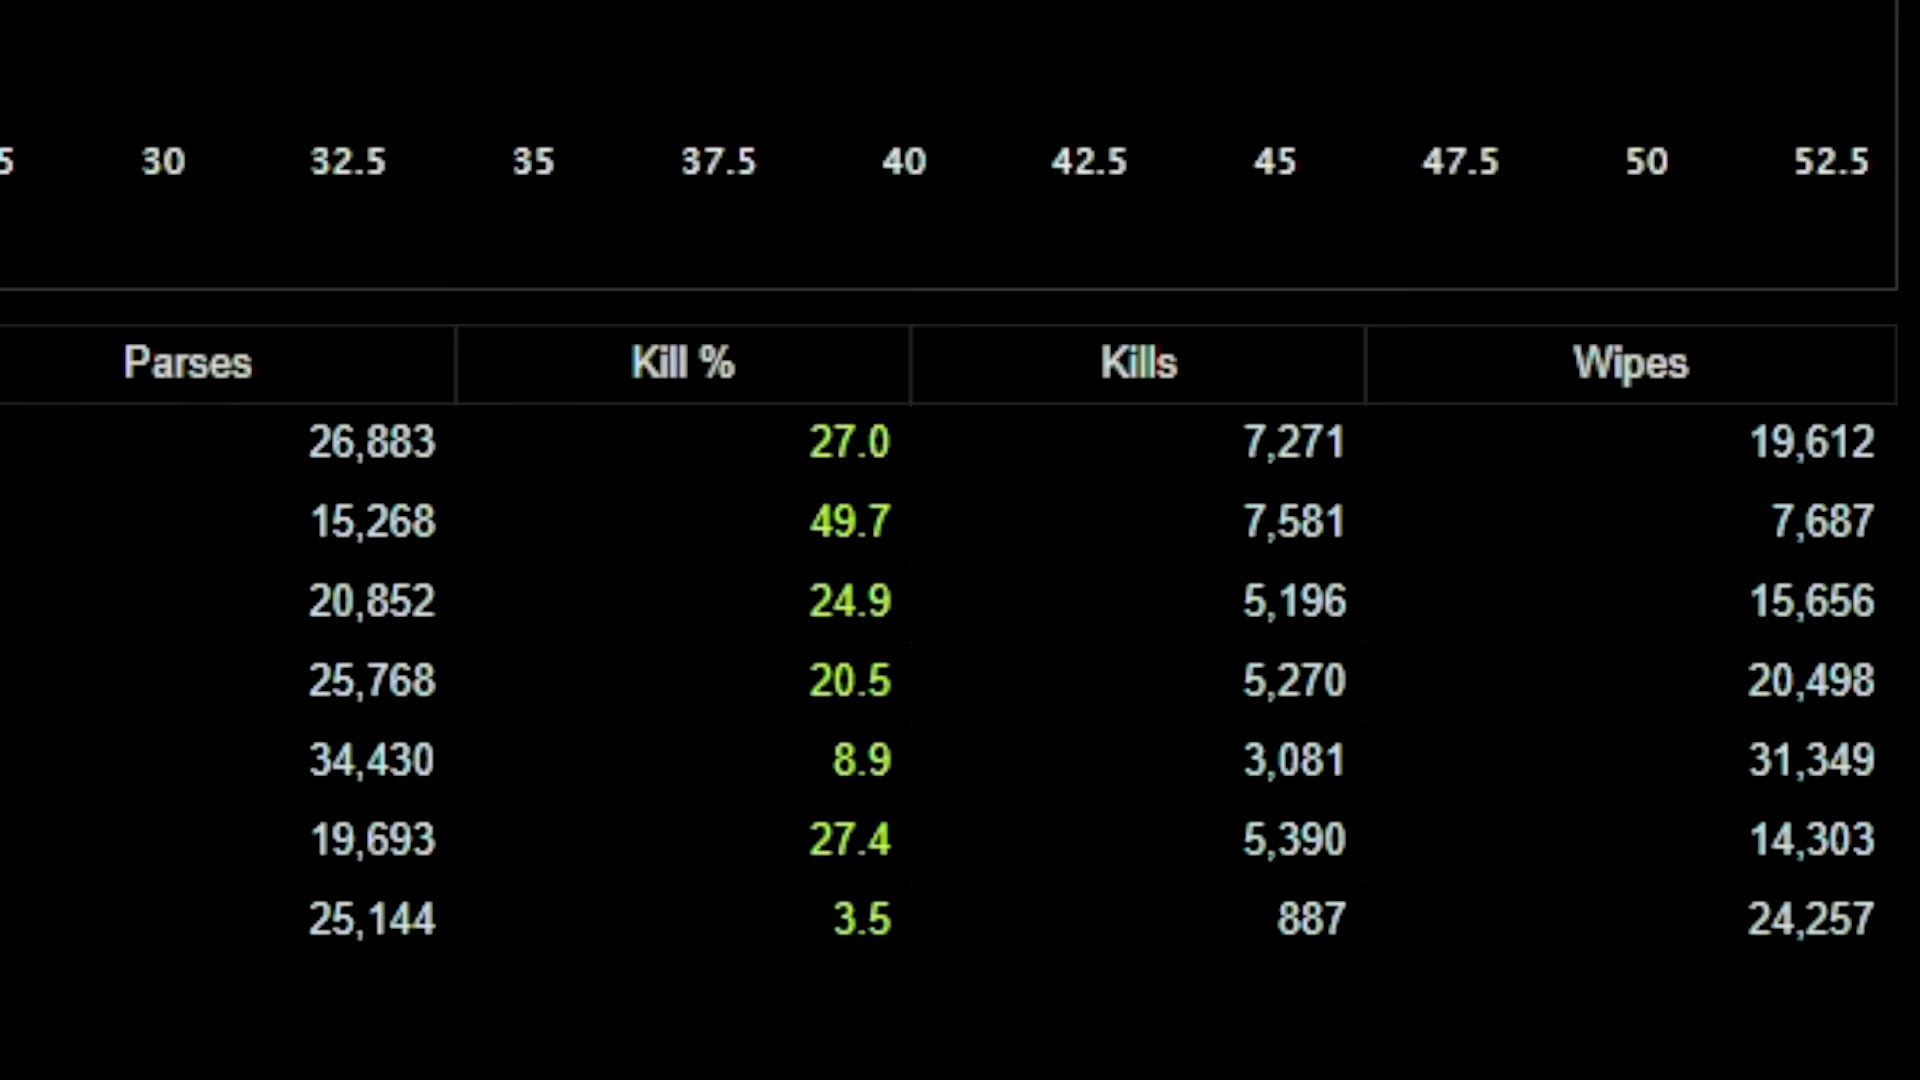 5 30 32.5 35 37.5 40 42.5 45 47.5 50 52.5
Parses Kill % Kills Wipes
26,883 27.0 7,271 19,612
15,268 49.7 7,581 7,687
20,852 24.9 5,196 15,656
25,768 20.5 5,270 20,498
34,430 8.9 3,081 31,349
19,693 27.4 5,390 14,303
25,144 3.5 887 24,257